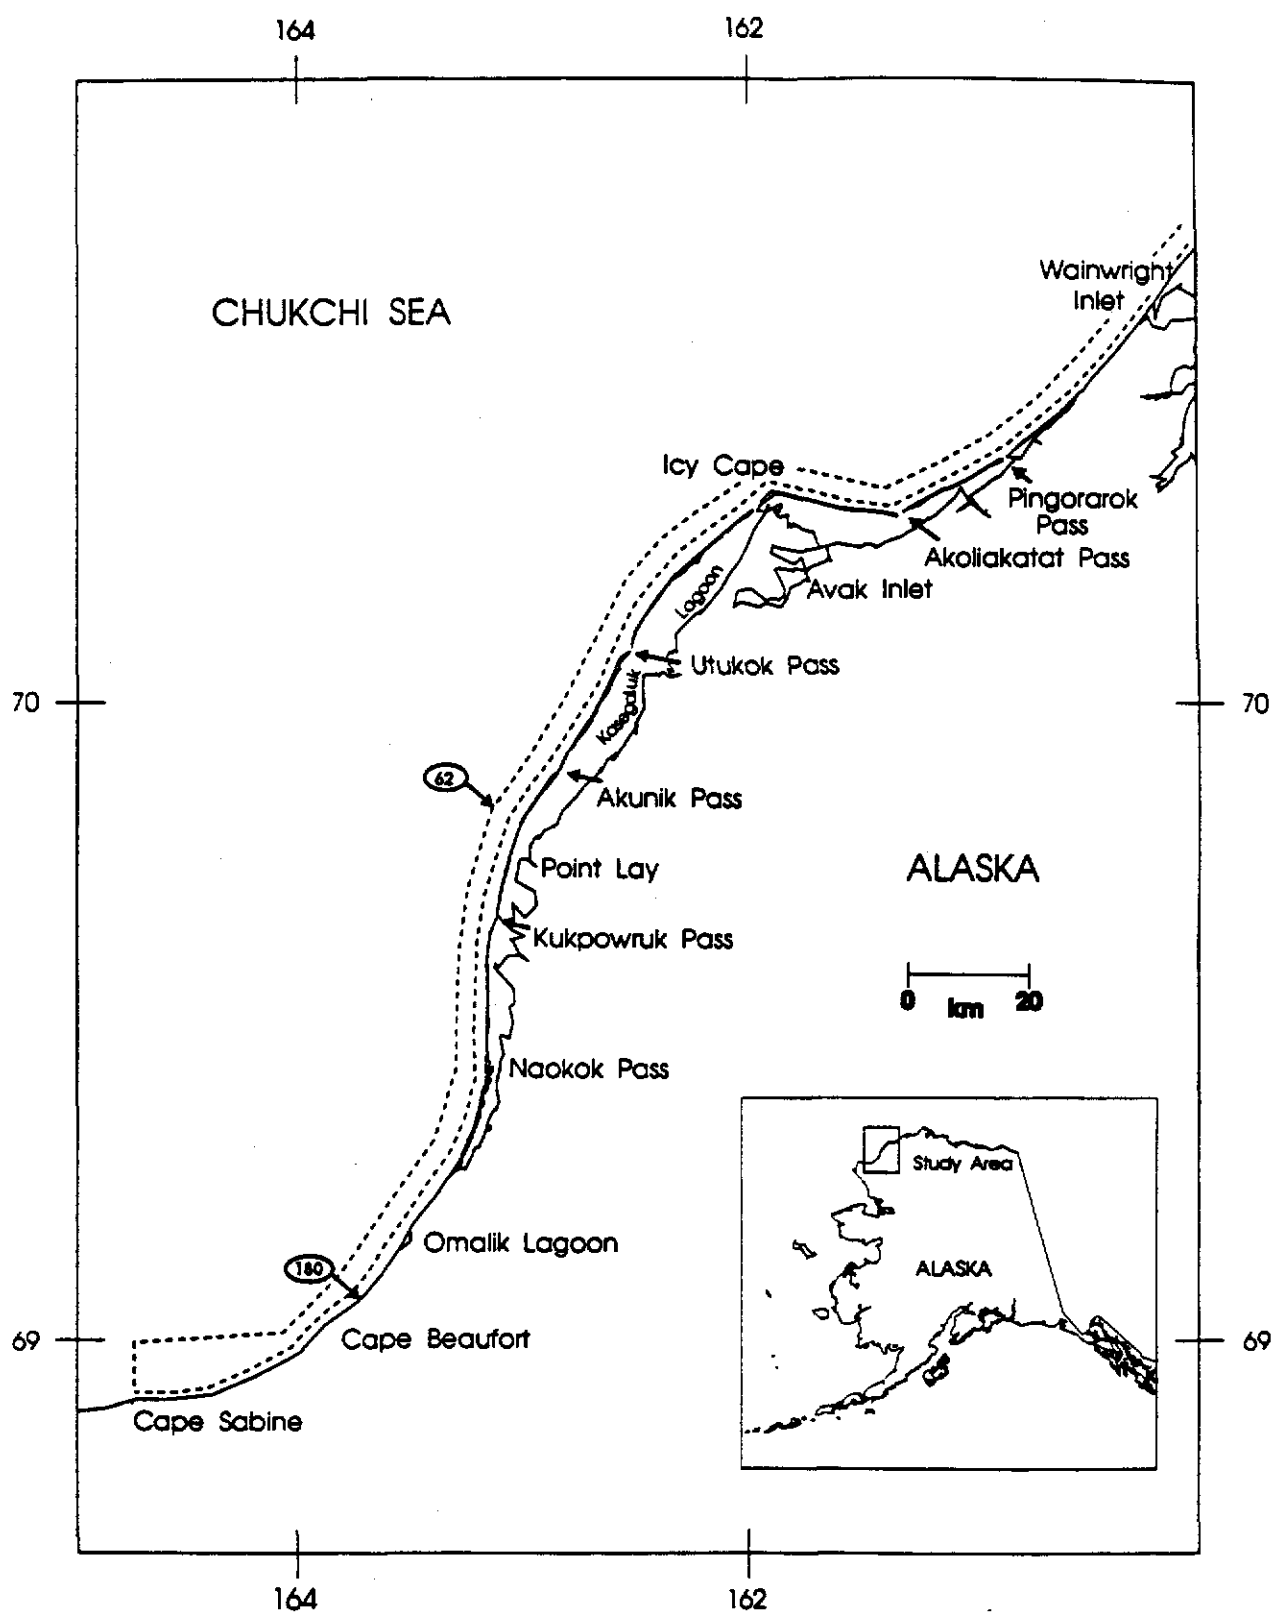 164 162
Wainwright
Inlet
CHUKCHI SEA
Icy Cape
Pingorarok
Pass
Akoliakatat Pass
Lagoon
Avak Inlet
Utukok Pass
Kasegaluk
70 70
62
Akunik Pass
Point Lay
ALASKA
Kukpowruk Pass
0 km 20
Naokok Pass
Study Area
Omalik Lagoon
180
ALASKA
69 69
Cape Beaufort
Cape Sabine
164 162